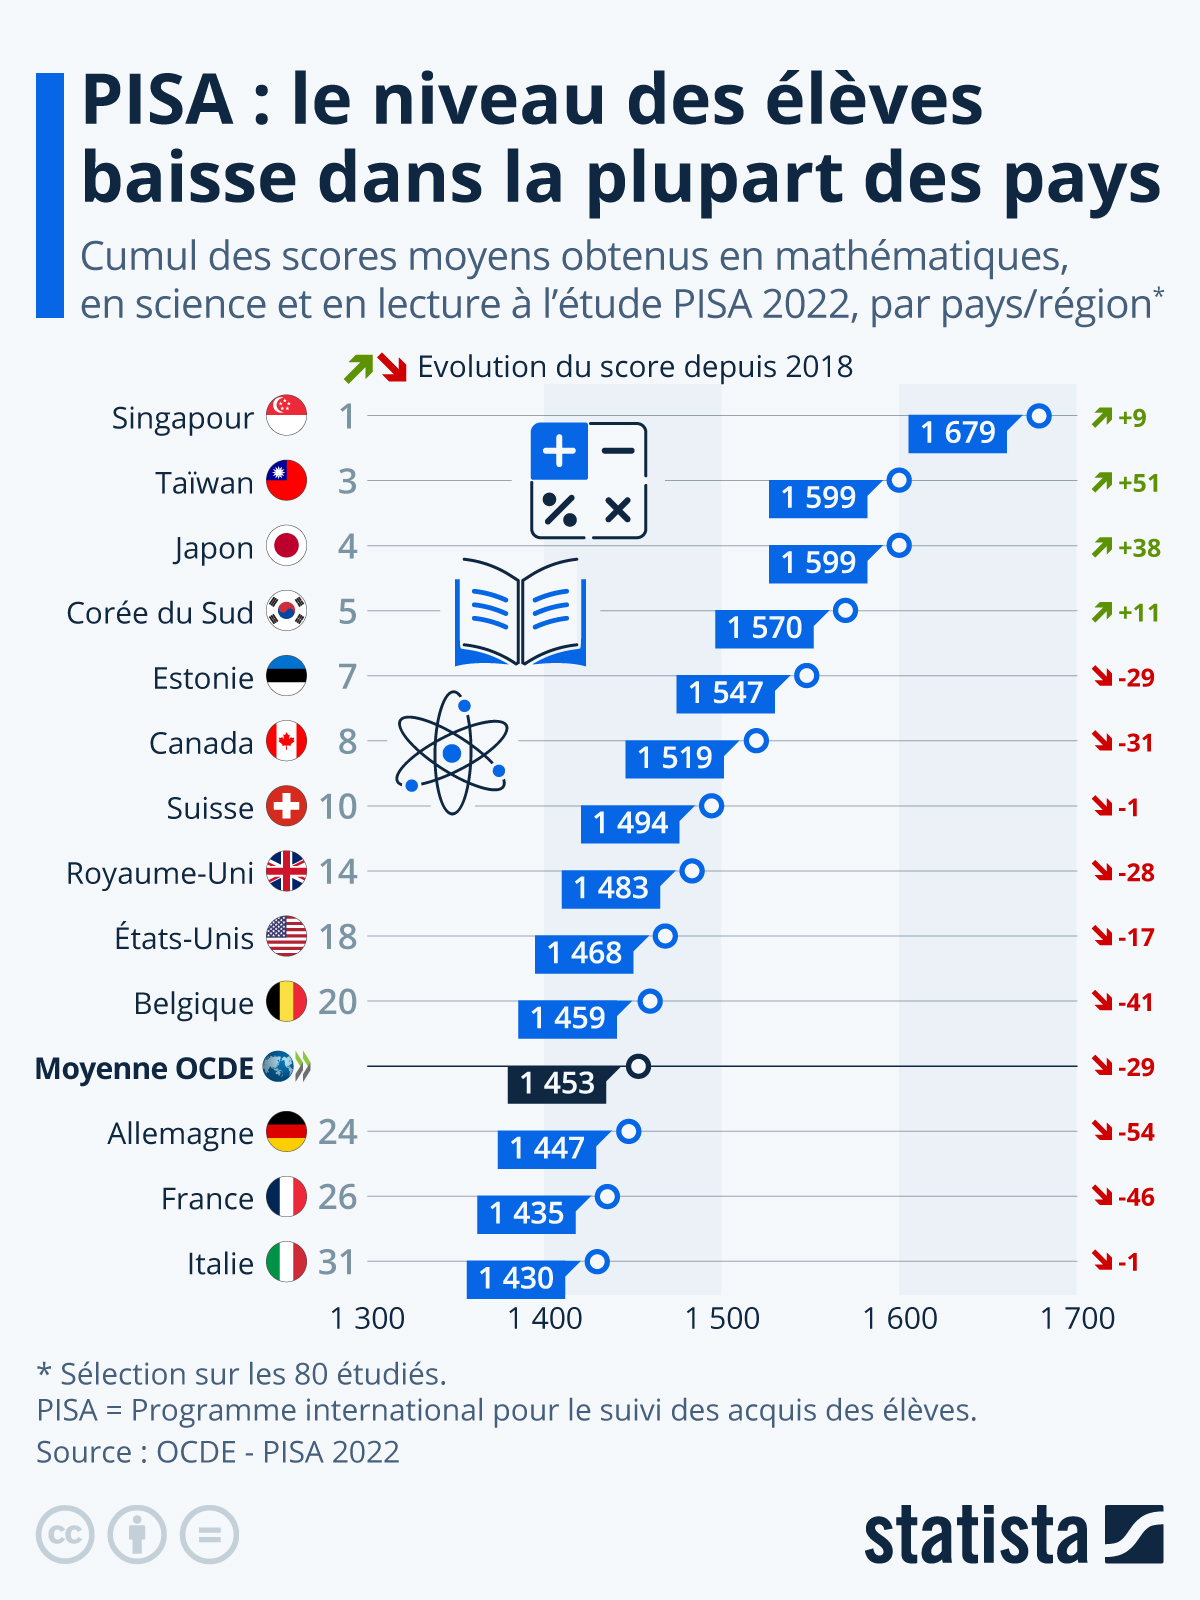 PISA : le niveau des élèves
baisse dans la plupart des pays
Cumul des scores moyens obtenus en mathématiques,
en science et en lecture à l’étude PISA 2022, par pays/région*
Evolution du score depuis 2018
Singapour 1 1 679 +9
Taïwan 3 1 599 +51
Japon 4 1 599 +38
Corée du Sud 5 1 570 +11
Estonie 7 1 547 -29
Canada 8 1 519 -31
Suisse 10 1 494 -1
Royaume-Uni 14 1 483 -28
États-Unis 18 1 468 -17
Belgique 20 1 459 -41
Moyenne OCDE 1 453 -29
Allemagne 24 1 447 -54
France 26 1 435 -46
Italie 31 1 430 -1
1 300 1 400 1 500 1 600 1 700
* Sélection sur les 80 étudiés.
PISA = Programme international pour le suivi des acquis des élèves.
Source : OCDE - PISA 2022
cc statista